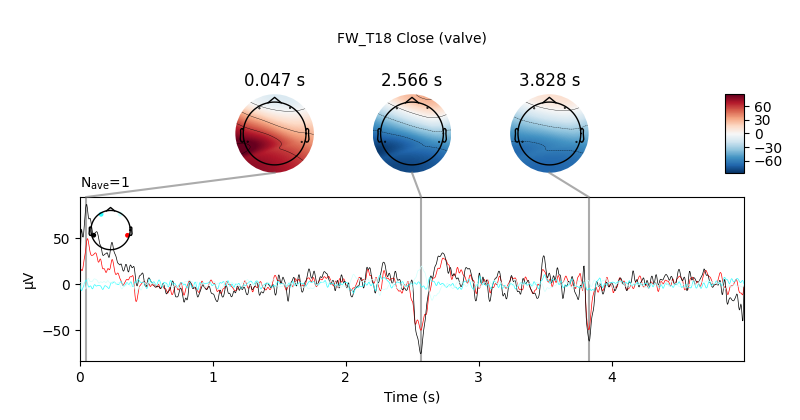 FW_T18 Close (valve)
0.047 s 2.566 s 3.828 s
60
30
0
−30
−60
Nave=1
50
0
−50
µV
0 1 2 3 4
Time (s)